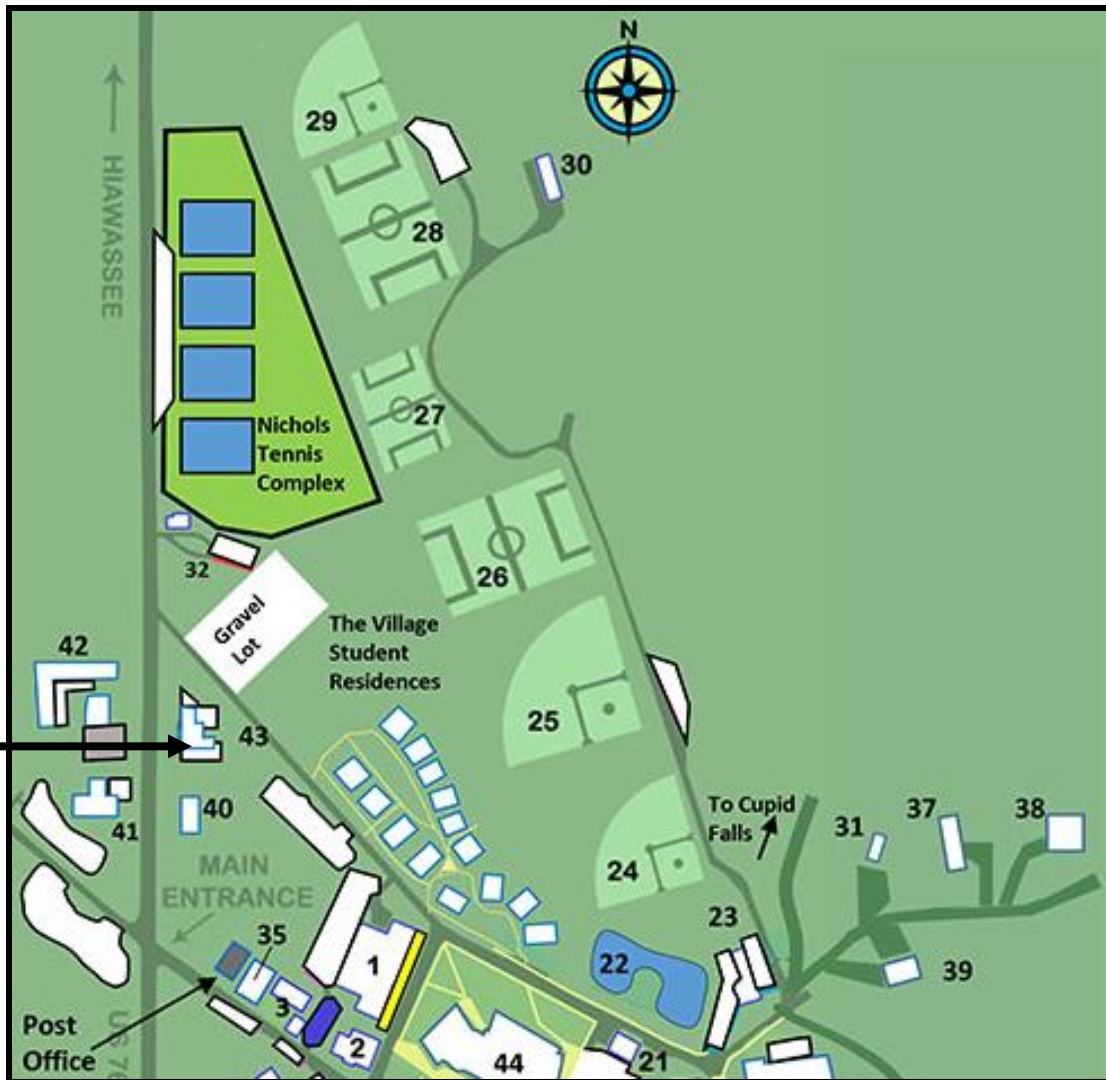 N
29
30
HIAWASSEE
28
27
Nichols
Tennis
Complex
26
32
Gravel
Lot
The Village
Student
Residences
42
25
43
To Cupid
Falls
37
38
40
31
41
24
MAIN
ENTRANCE
23
35
22
1
39
3
Post
Office
2
44
21
US 76